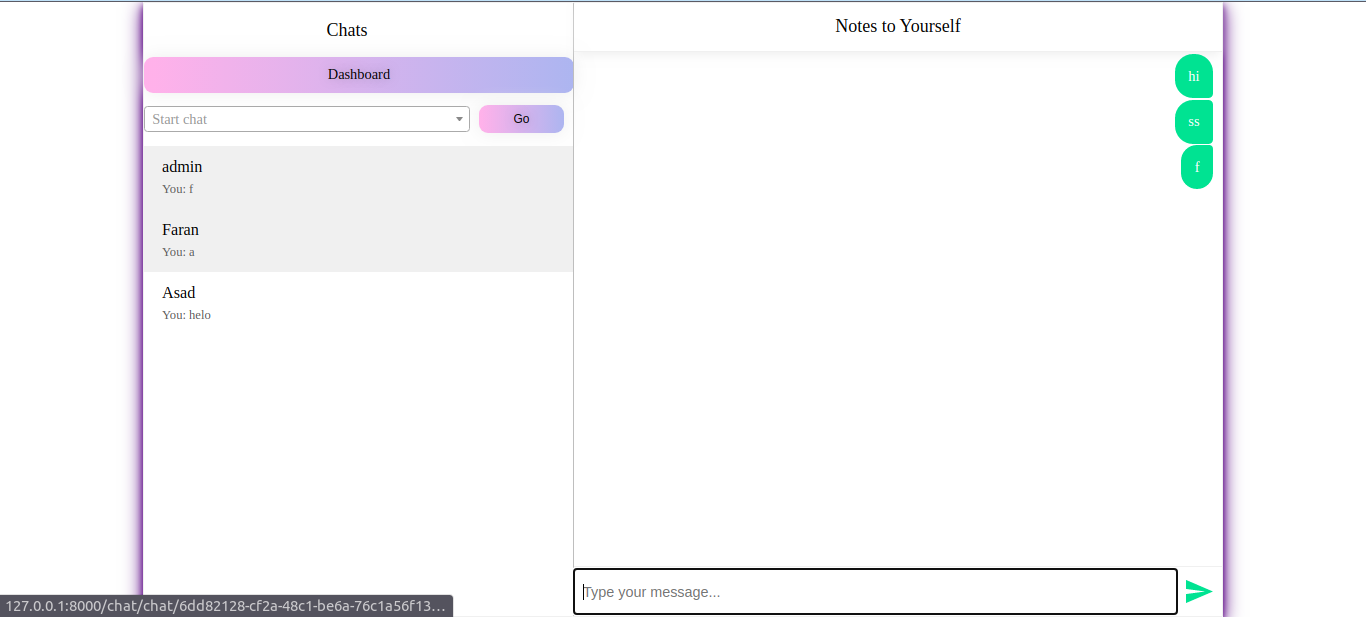 Chats
Dashboard
Start chat
Go
admin
You: f
Faran
You: a
Asad
You: helo
Notes to Yourself
hi
ss
f
Type your message...
127.0.0.1:8000/chat/chat/6dd82128-cf2a-48c1-be6a-76c1a56f13…